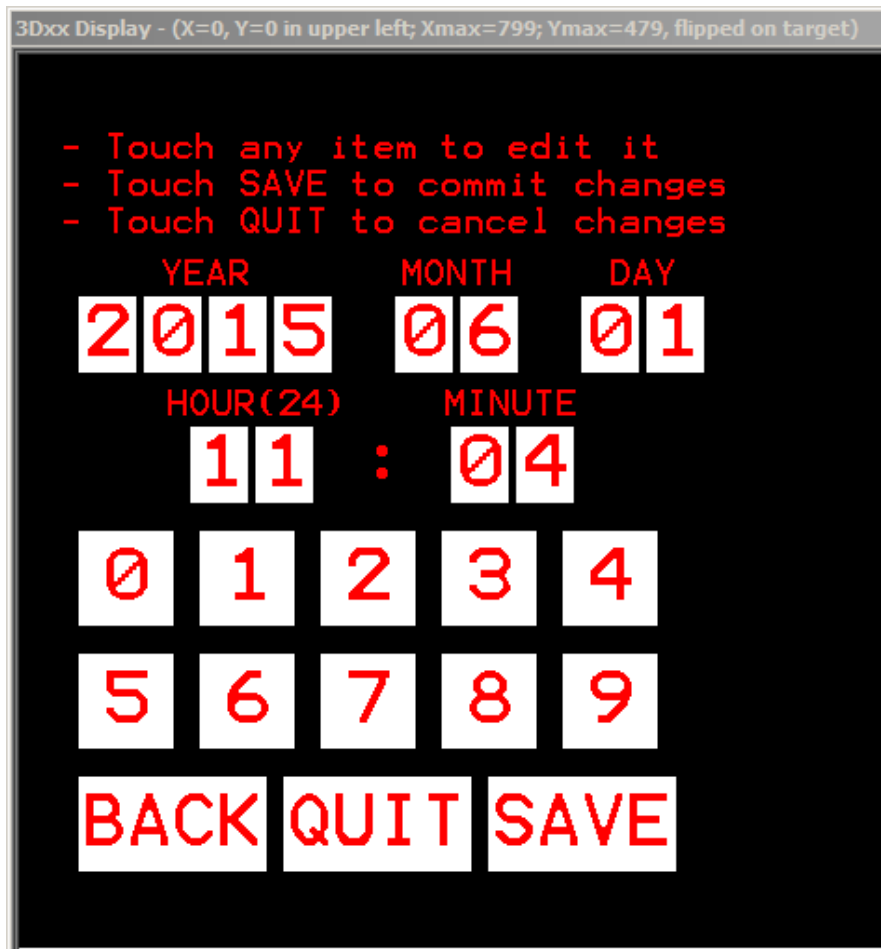 3Dxx Display - (X=0, Y=0 in upper left; Xmax=799; Ymax=479, flipped on target)
- Touch any item to edit it
- Touch SAVE to commit changes
- Touch QUIT to cancel changes
YEAR MONTH DAY
2015 06 01
HOUR(24) MINUTE
11 : 04
0 1 2 3 4
5 6 7 8 9
BACK QUIT SAVE